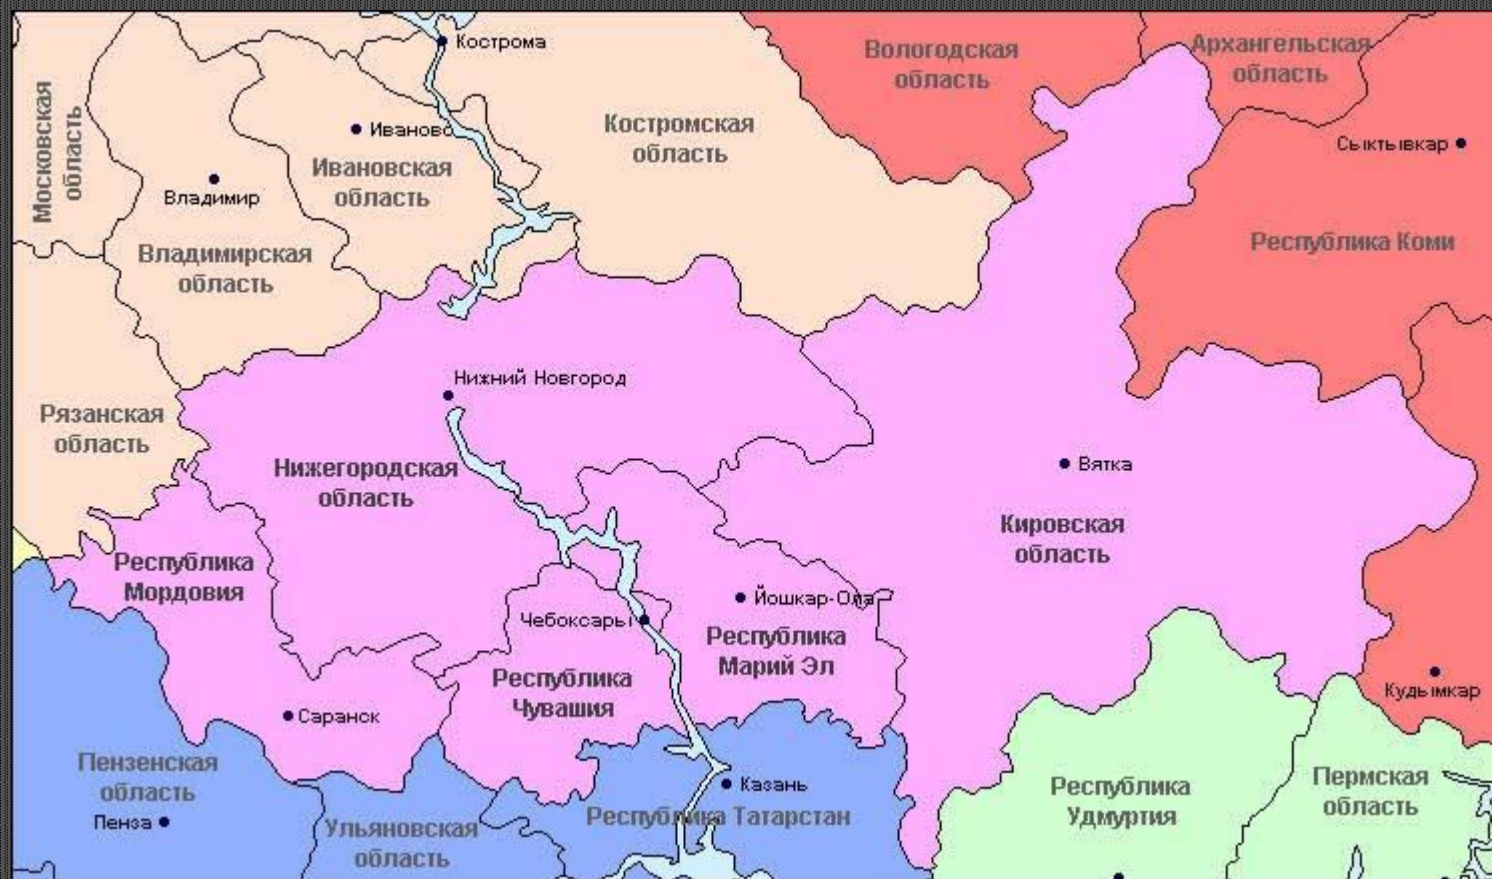 Кострома
Вологодская
область
Архангельская
область
Московская
область
Иваново
Костромская
область
Сыктывкар
Ивановская
область
Владимир
Владимирская
область
Республика Коми
Нижний Новгород
Рязанская
область
Нижегородская
область
Вятка
Кировская
область
Республика
Мордовия
Йошкар-Ола
Чебоксары
Республика
Марий Эл
Республика
Чувашия
Кудымкар
Саранск
Пензенская
область
Пенза
Казань
Республика Татарстан
Ульяновская
область
Республика
Удмуртия
Пермская
область